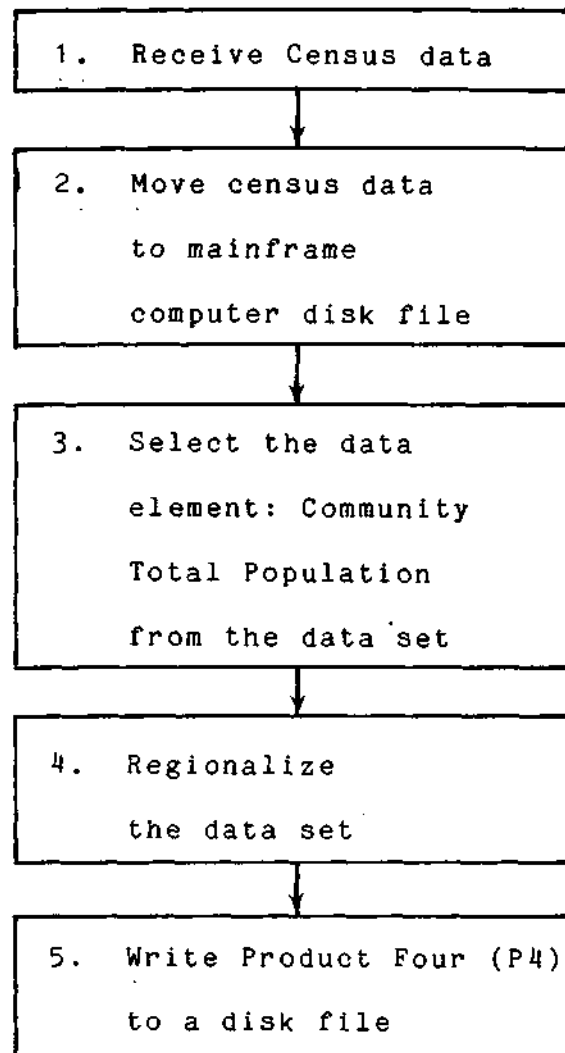 1. Receive Census data
2. Move census data
to mainframe
computer disk file
3. Select the data
element: Community
Total Population
from the data set
4. Regionalize
the data set
5. Write Product Four (P4)
to a disk file